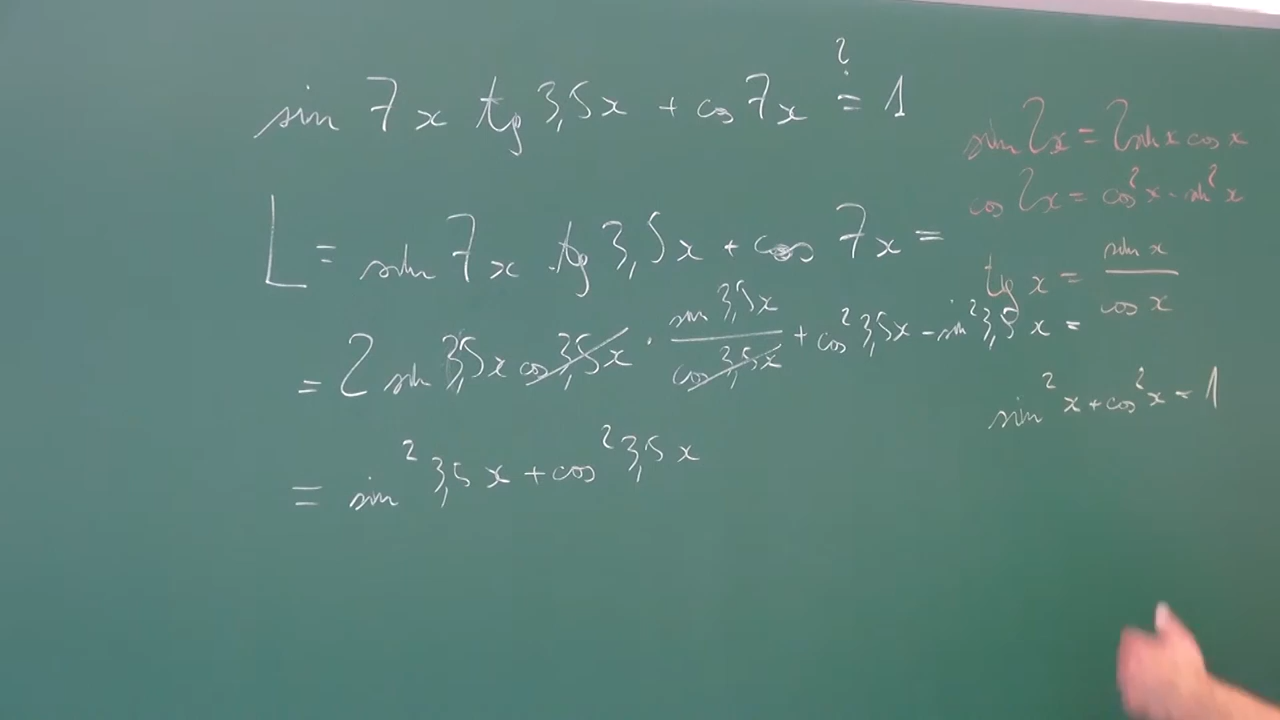 sin 7x tg 3,5x + cos 7x ≟ 1
L = sin 7x · tg 3,5x + cos 7x =
= 2 sin 3,5x cos 3,5x · sin 3,5x / cos 3,5x + cos² 3,5x - sin² 3,5x =
= sin² 3,5x + cos² 3,5x
sin 2x = 2 sin x cos x
cos 2x = cos² x - sin² x
tg x = sin x / cos x
sin² x + cos² x = 1